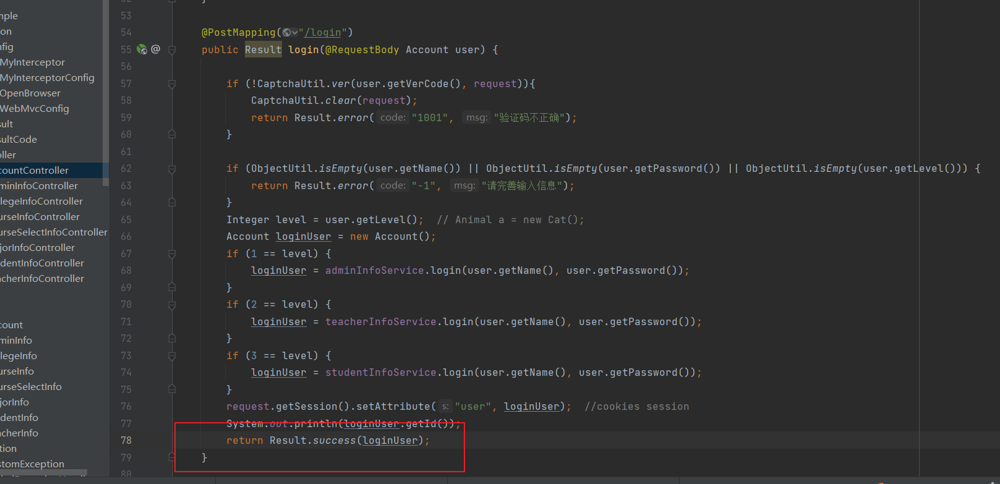 mple
on
nfig
MyInterceptor
MyInterceptorConfig
OpenBrowser
WebMvcConfig
sult
sultCode
oller
countController
minInfoController
llegeInfoController
urseInfoController
urseSelectInfoController
jorInfoController
dentInfoController
acherInfoController
count
minInfo
llegeInfo
urseInfo
urseSelectInfo
jorInfo
dentInfo
acherInfo
tion
stomException
53
54 @PostMapping("/login")
55 @ public Result login(@RequestBody Account user) {
56
57 if (!CaptchaUtil.ver(user.getVerCode(), request)){
58 CaptchaUtil.clear(request);
59 return Result.error( code: "1001", msg: "验证码不正确");
60 }
61
62 if (ObjectUtil.isEmpty(user.getName()) || ObjectUtil.isEmpty(user.getPassword()) || ObjectUtil.isEmpty(user.getLevel())) {
63 return Result.error( code: "-1", msg: "请完善输入信息");
64 }
65 Integer level = user.getLevel(); // Animal a = new Cat();
66 Account loginUser = new Account();
67 if (1 == level) {
68 loginUser = adminInfoService.login(user.getName(), user.getPassword());
69 }
70 if (2 == level) {
71 loginUser = teacherInfoService.login(user.getName(), user.getPassword());
72 }
73 if (3 == level) {
74 loginUser = studentInfoService.login(user.getName(), user.getPassword());
75 }
76 request.getSession().setAttribute( s: "user", loginUser); //cookies session
77 System.out.println(loginUser.getId());
78 return Result.success(loginUser);
79 }
80